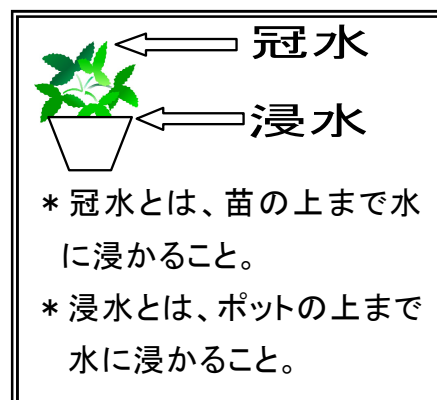 冠水
浸水
＊冠水とは、苗の上まで水
に浸かること。
＊浸水とは、ポットの上まで
水に浸かること。